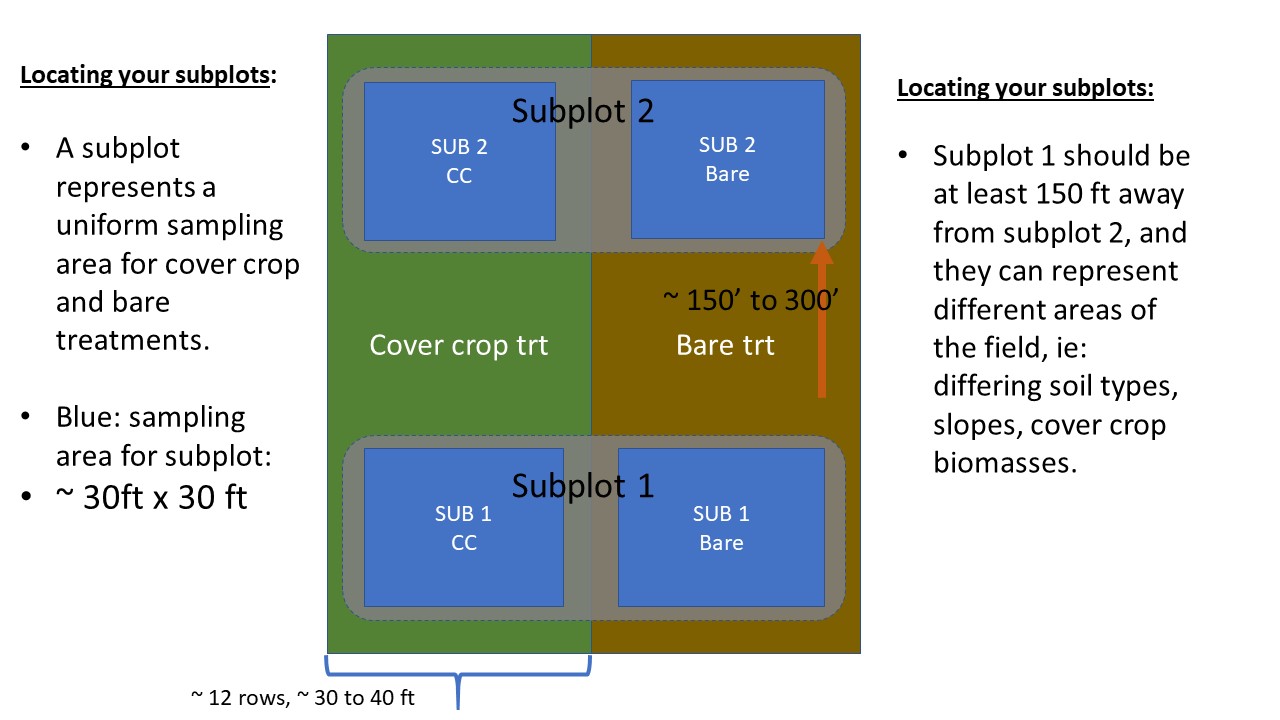 Locating your subplots:
• A subplot
represents a
uniform sampling
area for cover crop
and bare
treatments.
• Blue: sampling
area for subplot:
• ~ 30ft x 30 ft
Subplot 2
SUB 2
CC
SUB 2
Bare
~ 150’ to 300’
Cover crop trt
Bare trt
Subplot 1
SUB 1
CC
SUB 1
Bare
~ 12 rows, ~ 30 to 40 ft
Locating your subplots:
• Subplot 1 should be
at least 150 ft away
from subplot 2, and
they can represent
different areas of
the field, ie:
differing soil types,
slopes, cover crop
biomasses.